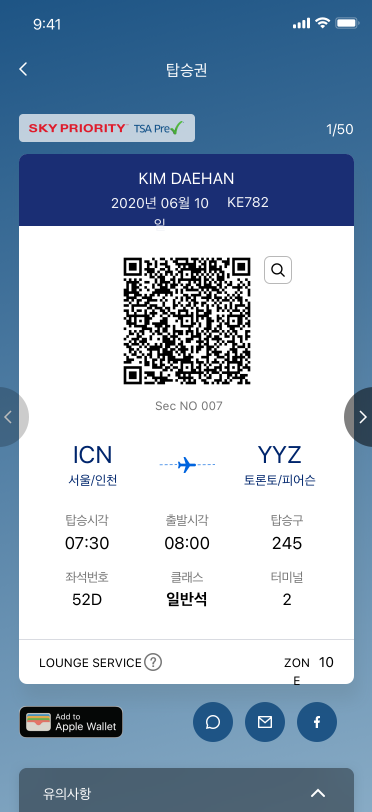 9:41
탑승권
SKY PRIORITY TSA Pre✓
1/50
KIM DAEHAN
2020년 06월 10 KE782
일
Sec NO 007
ICN YYZ
서울/인천 토론토/피어슨
탑승시각 출발시각 탑승구
07:30 08:00 245
좌석번호 클래스 터미널
52D 일반석 2
LOUNGE SERVICE ? ZON 10
E
Add to
Apple Wallet
유의사항